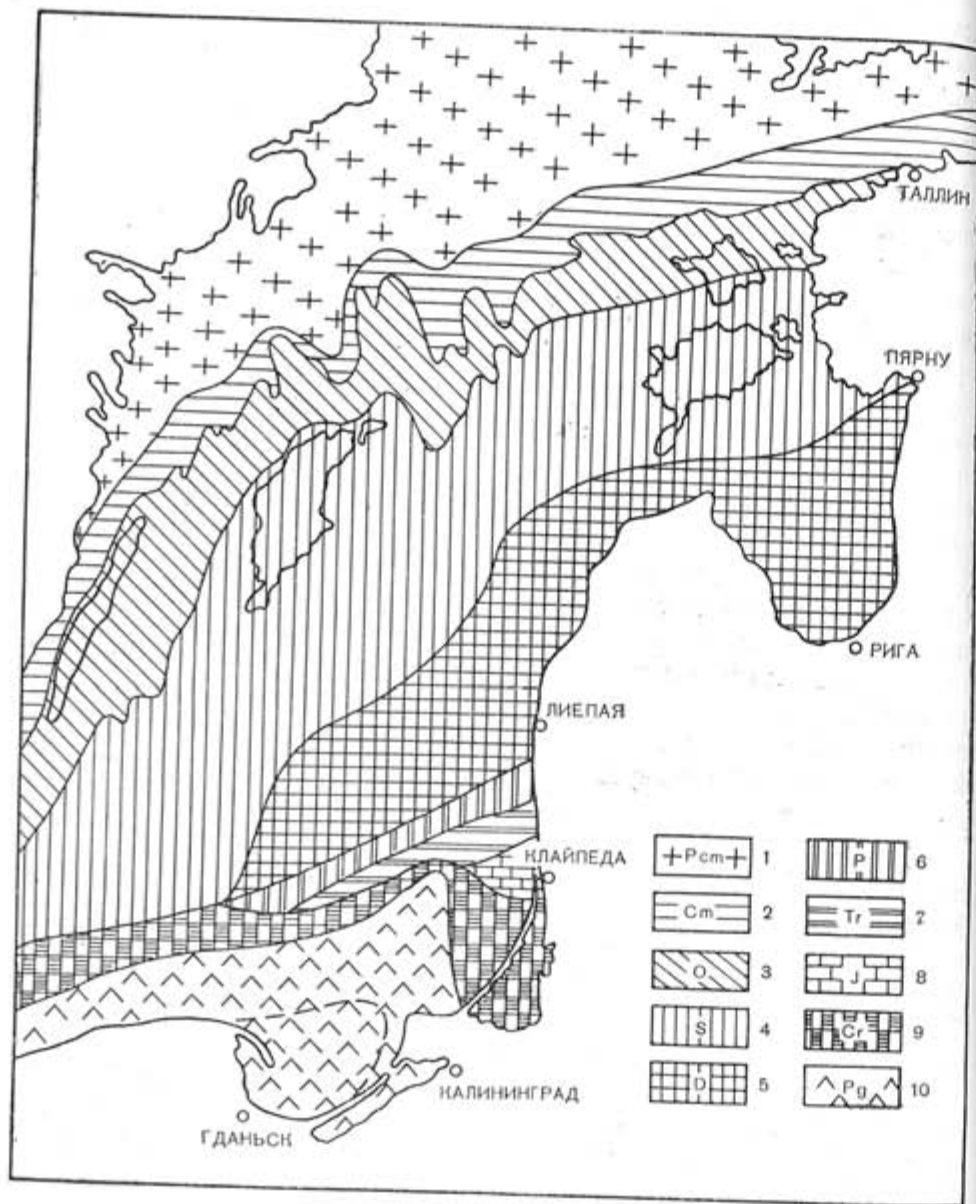 ТАЛЛИН
ПЯРНУ
РИГА
ЛИЕПАЯ
КЛАЙПЕДА
КАЛИНИНГРАД
ГДАНЬСК
Pcm 1
Cm 2
O 3
S 4
D 5
P 6
Tr 7
J 8
Cr 9
Pg 10